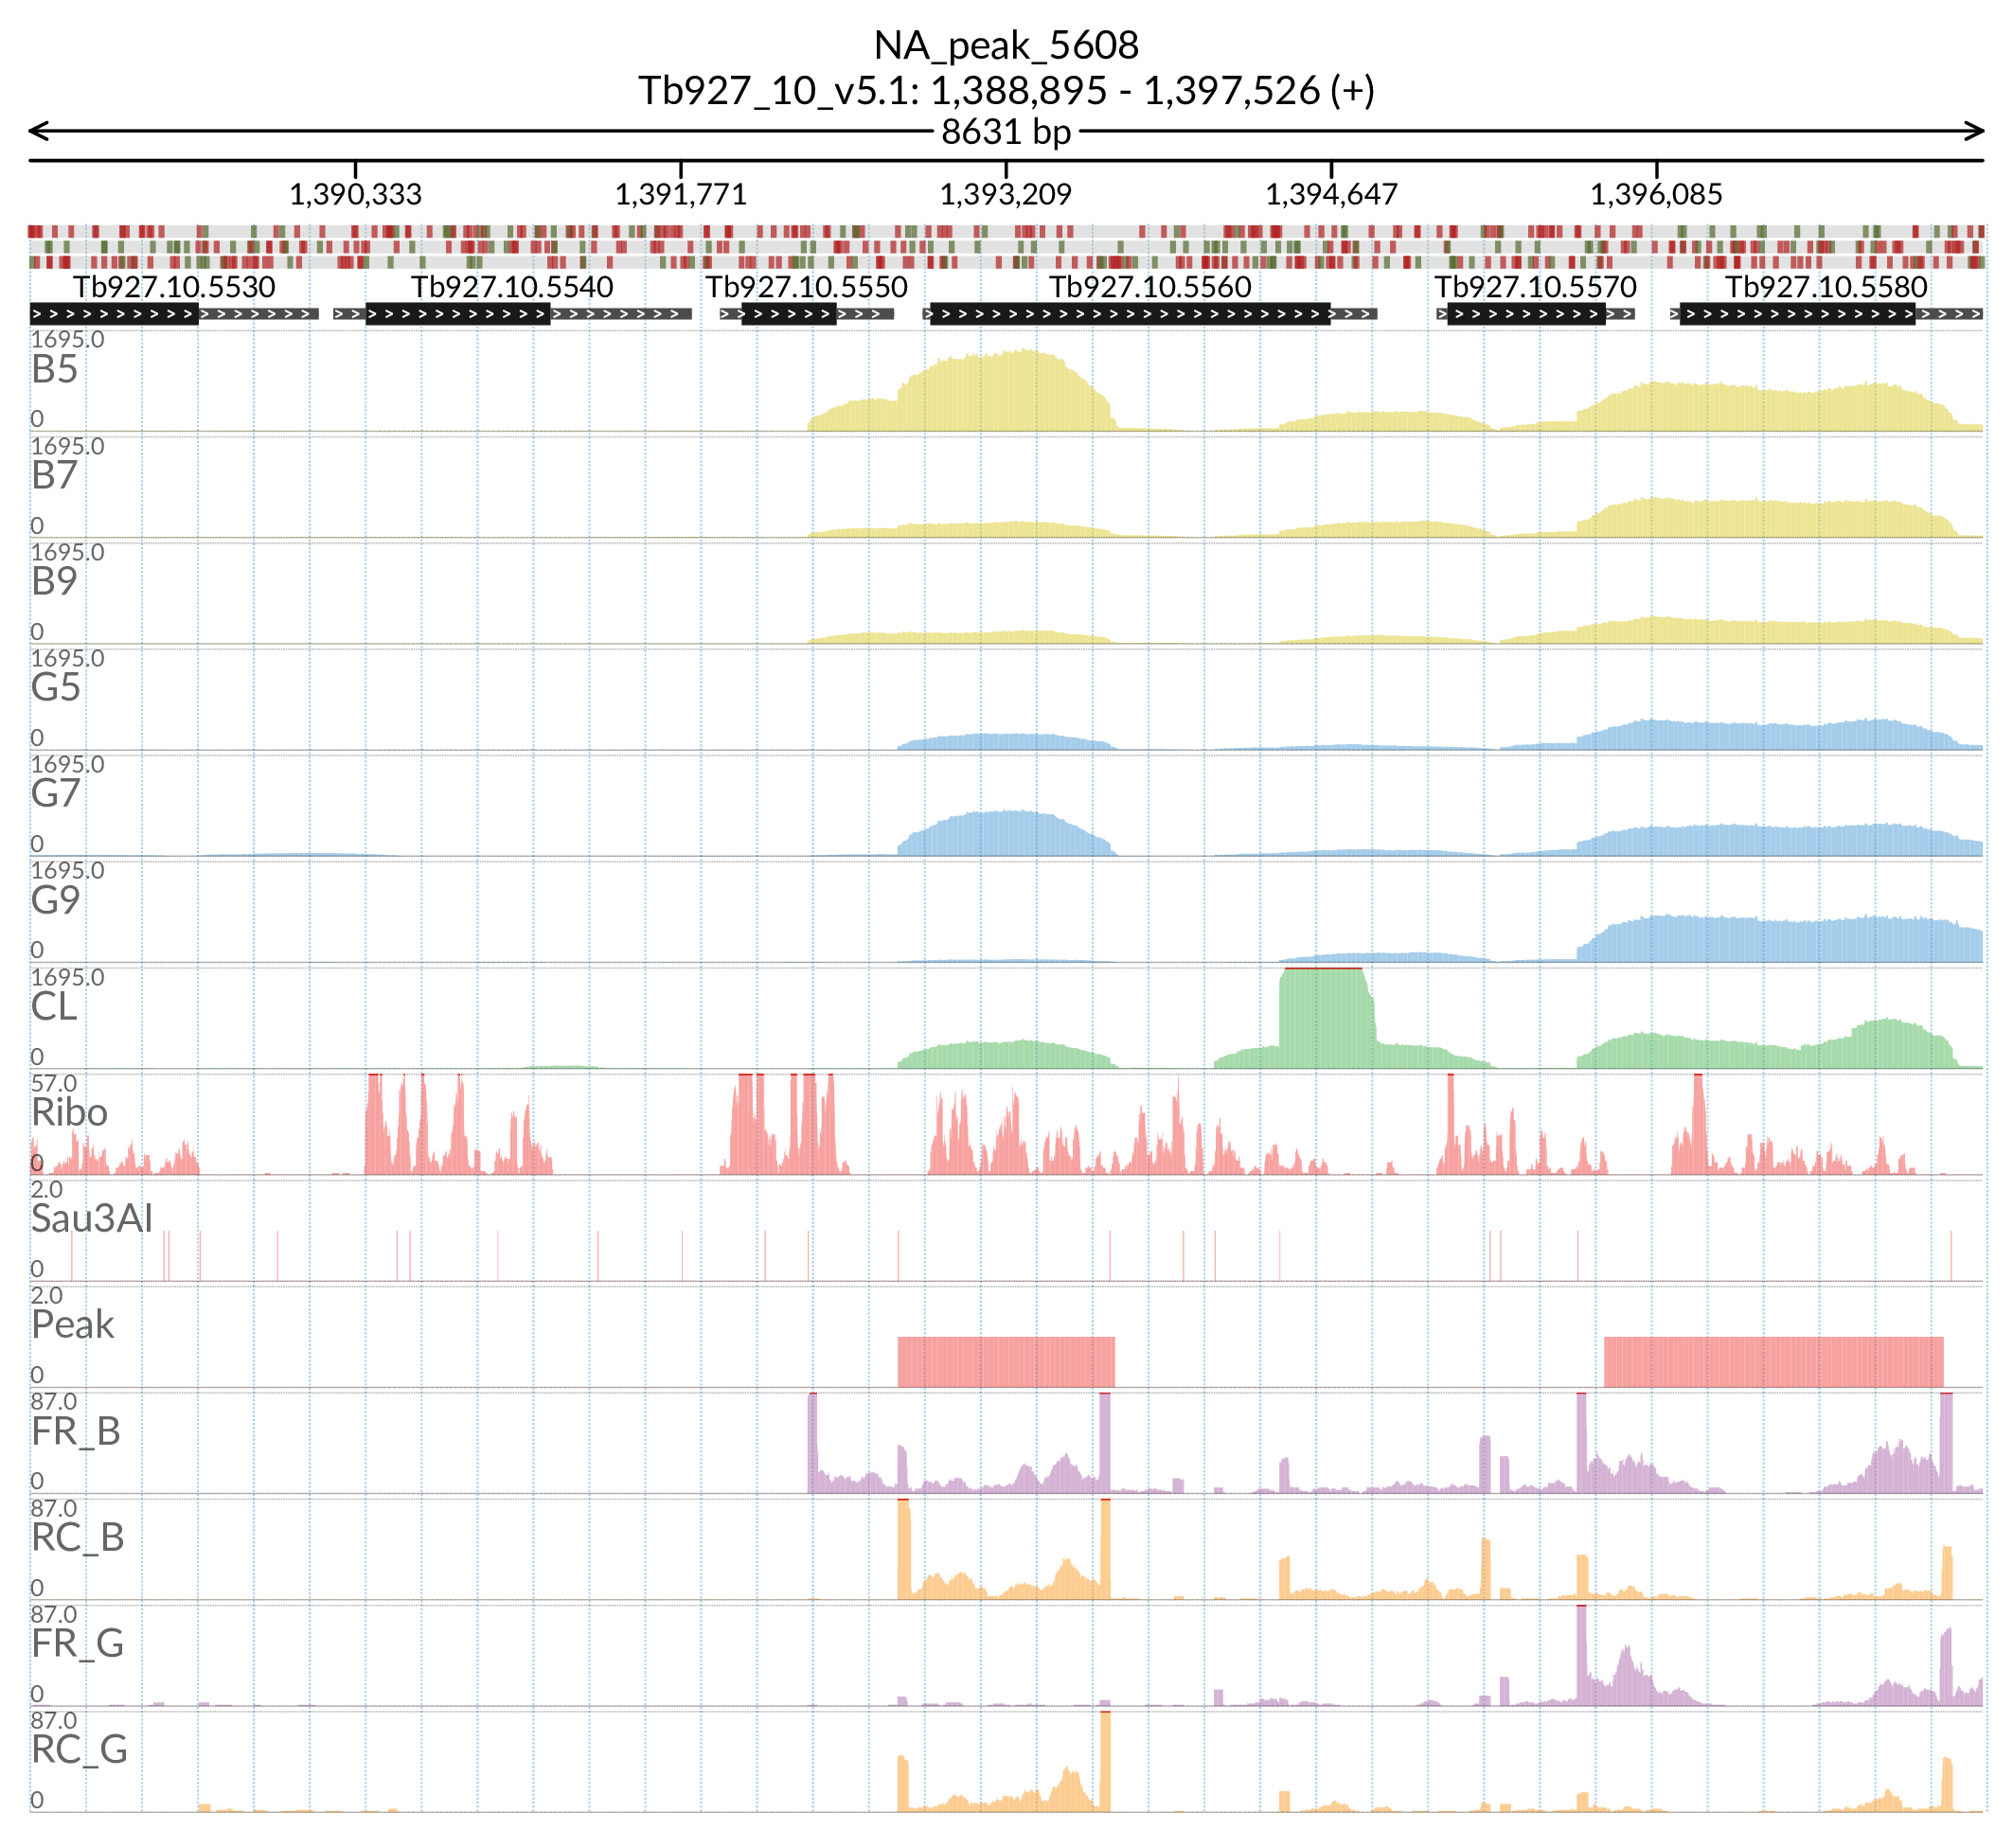 NA_peak_5608
Tb927_10_v5.1: 1,388,895 - 1,397,526 (+)
8631 bp
1,390,333 1,391,771 1,393,209 1,394,647 1,396,085
Tb927.10.5530 Tb927.10.5540 Tb927.10.5550 Tb927.10.5560 Tb927.10.5570 Tb927.10.5580
1695.0
B5
0
1695.0
B7
0
1695.0
B9
0
1695.0
G5
0
1695.0
G7
0
1695.0
G9
0
1695.0
CL
0
57.0
Ribo
0
2.0
Sau3AI
0
2.0
Peak
0
87.0
FR_B
0
87.0
RC_B
0
87.0
FR_G
0
87.0
RC_G
0